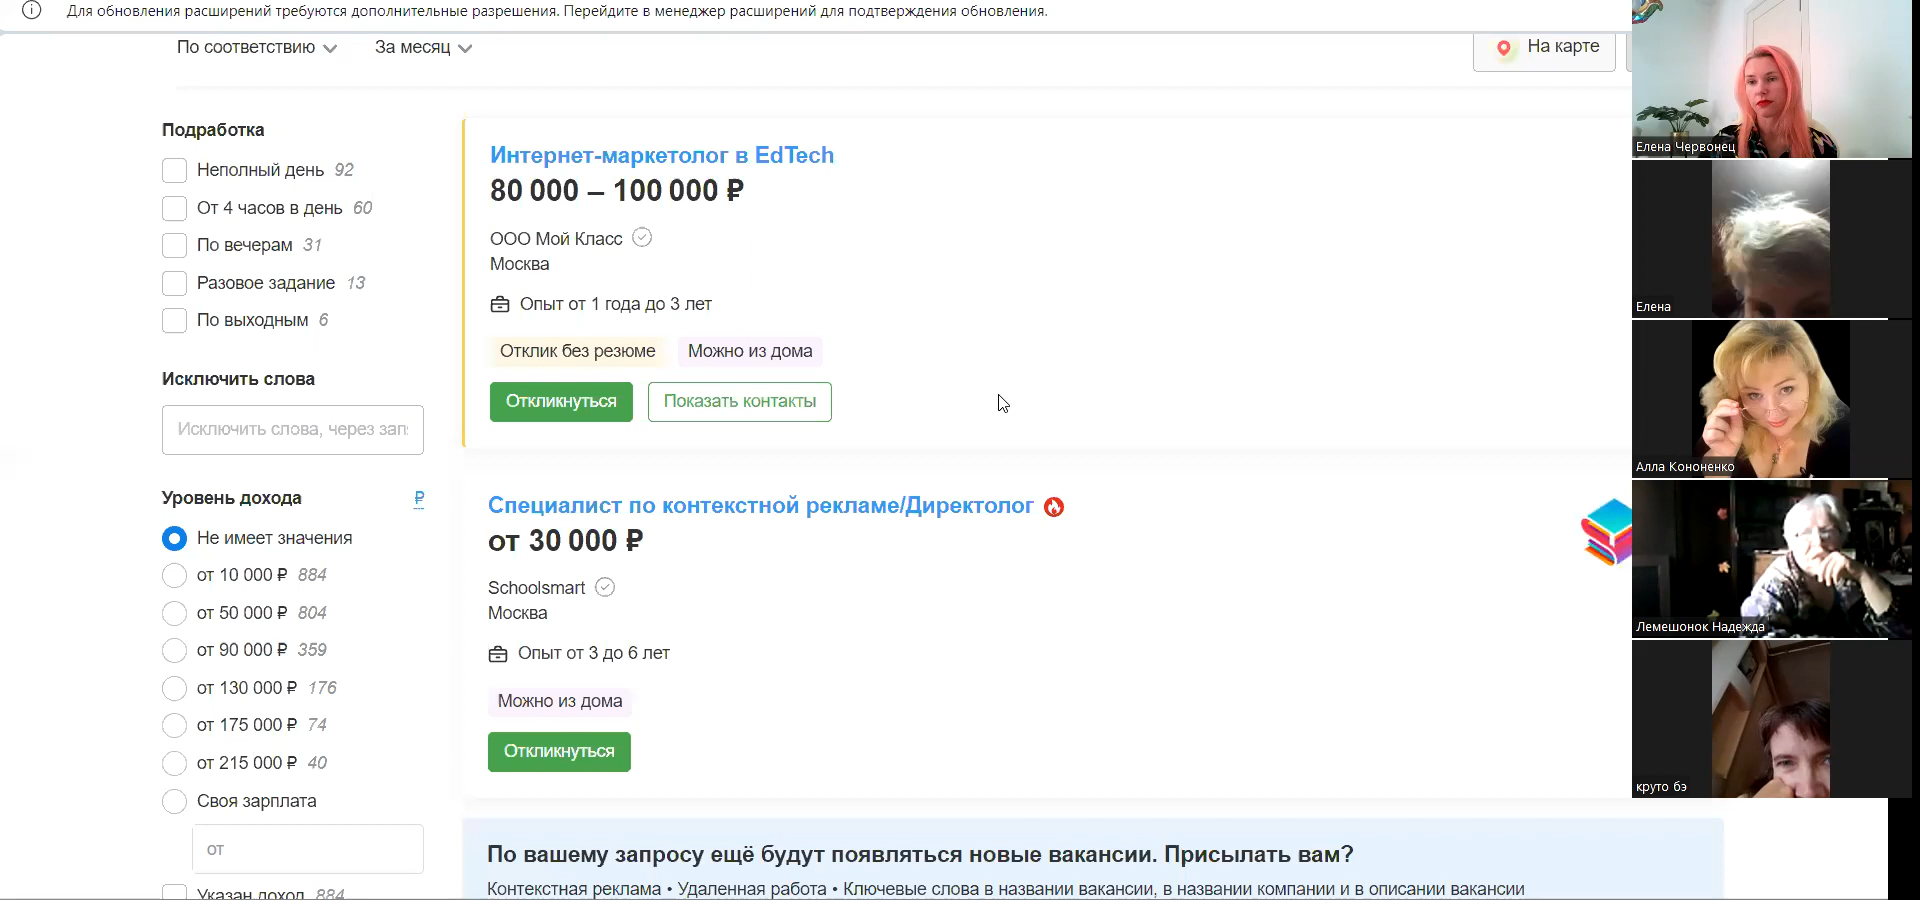 Для обновления расширений требуются дополнительные разрешения. Перейдите в менеджер расширений для подтверждения обновления.
По соответствию
За месяц
На карте
Подработка
Неполный день 92
От 4 часов в день 60
По вечерам 31
Разовое задание 13
По выходным 6
Исключить слова
Исключить слова, через зап
Уровень дохода ₽
Не имеет значения
от 10 000 ₽ 884
от 50 000 ₽ 804
от 90 000 ₽ 359
от 130 000 ₽ 176
от 175 000 ₽ 74
от 215 000 ₽ 40
Своя зарплата
от
Указан доход 884
Интернет-маркетолог в EdTech
80 000 – 100 000 ₽
ООО Мой Класс
Москва
Опыт от 1 года до 3 лет
Отклик без резюме
Можно из дома
Откликнуться
Показать контакты
Специалист по контекстной рекламе/Директолог
от 30 000 ₽
Schoolsmart
Москва
Опыт от 3 до 6 лет
Можно из дома
Откликнуться
По вашему запросу ещё будут появляться новые вакансии. Присылать вам?
Контекстная реклама • Удаленная работа • Ключевые слова в названии вакансии, в названии компании и в описании вакансии
Елена Червонец
Елена
Алла Кононенко
Лемешонок Надежда
круто бэ